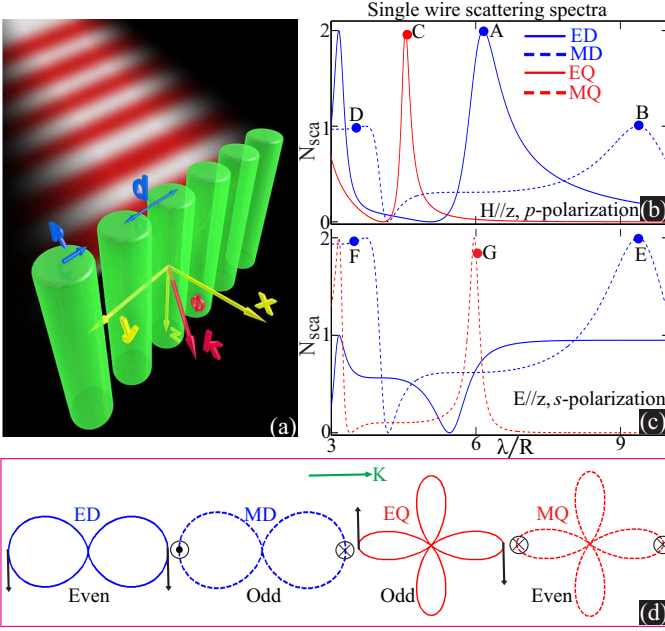 Single wire scattering spectra
d
x
y
z
θ
k
(a)
2
1
0
N_sca
C
A
D
B
ED
MD
EQ
MQ
H//z, p-polarization
(b)
2
1
0
N_sca
F
G
E
E//z, s-polarization
(c)
3
6
9
λ/R
K
ED
MD
EQ
MQ
Even
Odd
Odd
Even
(d)